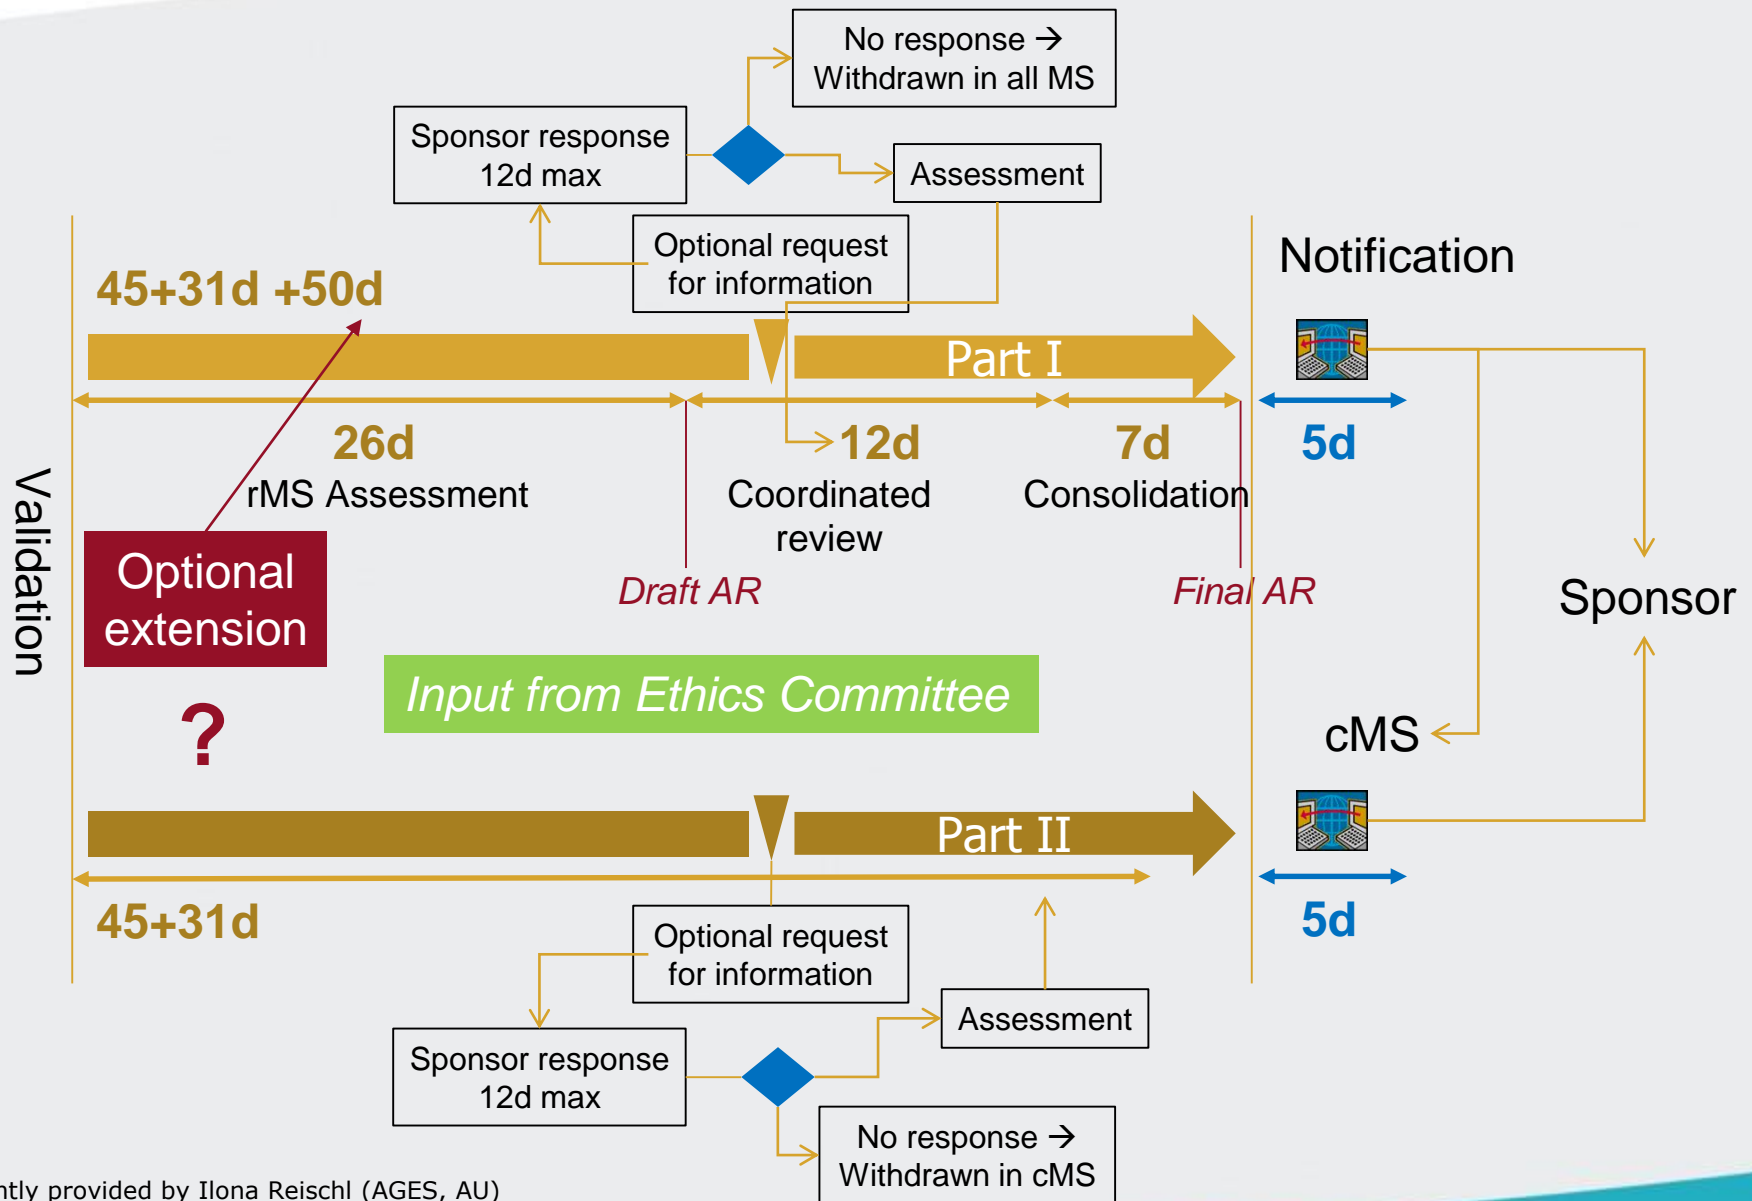 No response →
Withdrawn in all MS
Sponsor response
12d max
Assessment
Optional request
for information
Notification
45+31d +50d
Part I
26d
12d
7d
5d
rMS Assessment
Coordinated
review
Consolidation
Validation
Optional
extension
Draft AR
Final AR
Sponsor
Input from Ethics Committee
?
cMS
Part II
45+31d
5d
Optional request
for information
Assessment
Sponsor response
12d max
No response →
Withdrawn in cMS
provided by Ilona Reischl (AGES, AU)